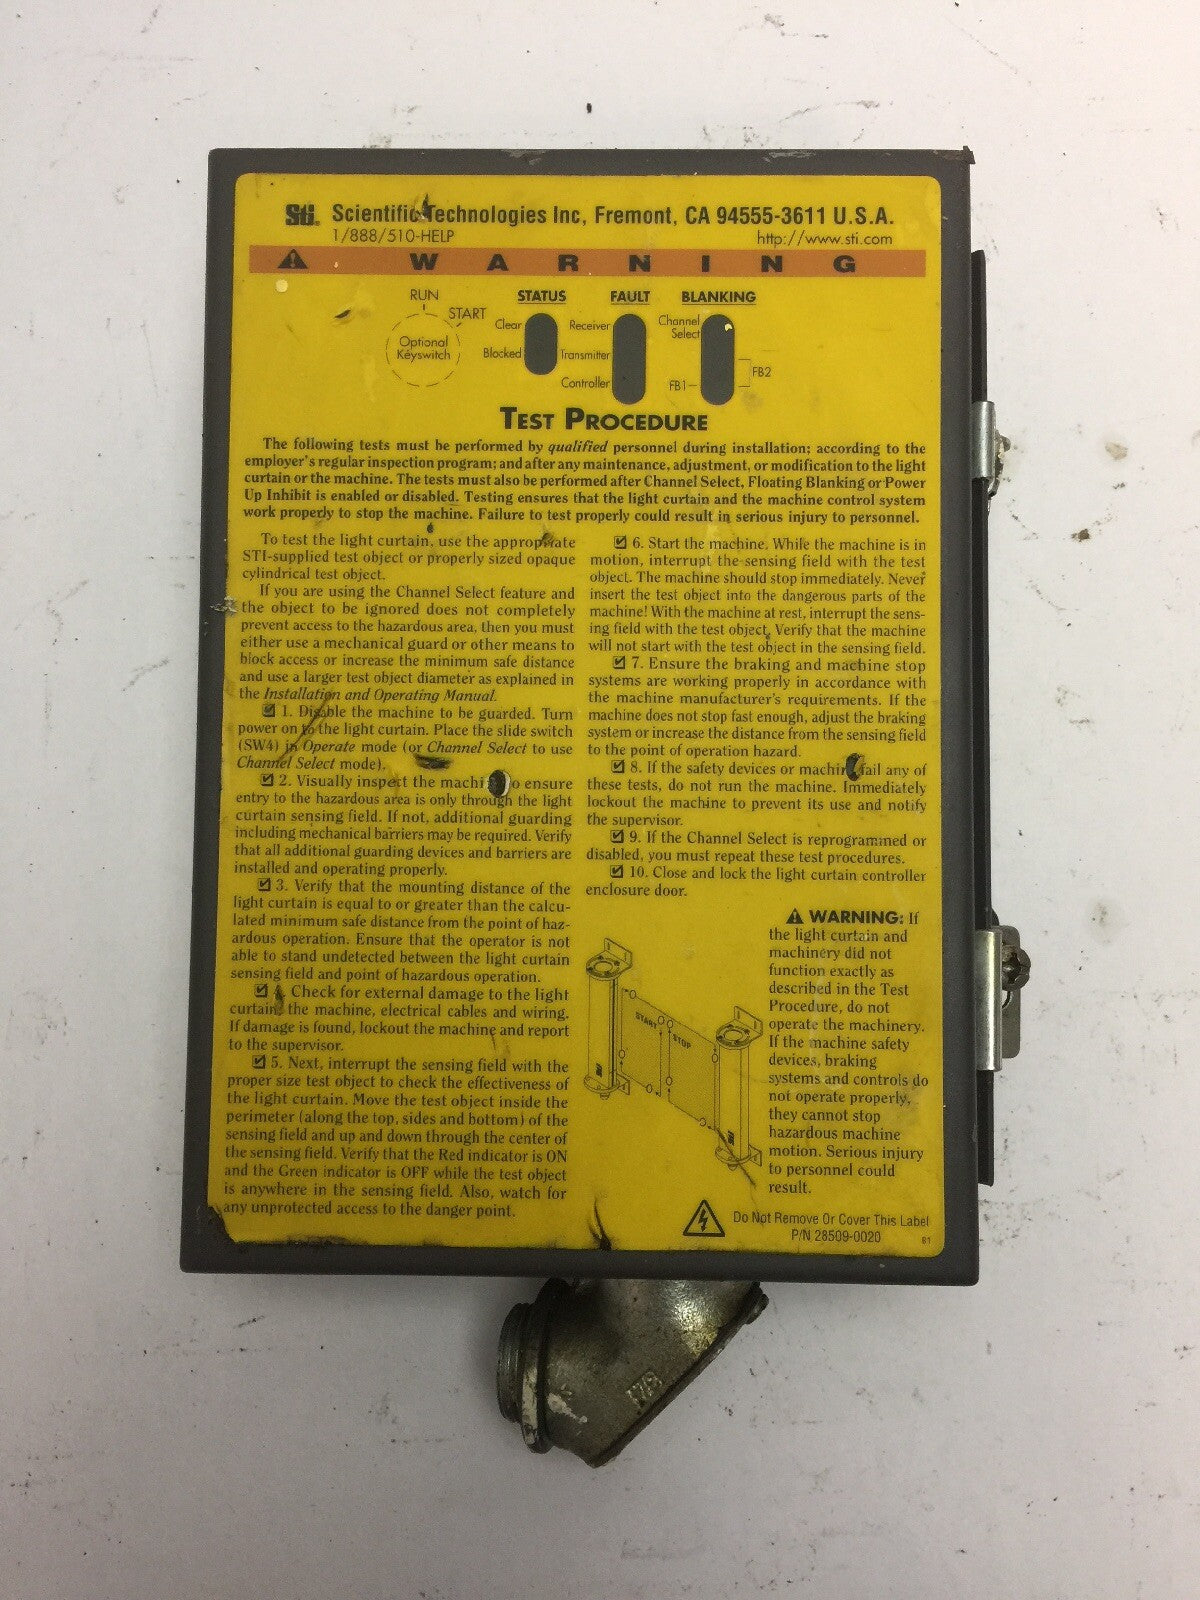 STi. Scientific Technologies Inc, Fremont, CA 94555-3611 U.S.A.
1/888/510-HELP http://www.sti.com
WARNING
RUN
START
Optional
Keyswitch
STATUS
Clear
Blocked
FAULT
Receiver
Transmitter
Controller
BLANKING
Channel
Select
FB1
FB2
TEST PROCEDURE
The following tests must be performed by qualified personnel during installation; according to the
employer's regular inspection program; and after any maintenance, adjustment, or modification to the light
curtain or the machine. The tests must also be performed after Channel Select, Floating Blanking or Power
Up Inhibit is enabled or disabled. Testing ensures that the light curtain and the machine control system
work properly to stop the machine. Failure to test properly could result in serious injury to personnel.
To test the light curtain, use the appropriate
STI-supplied test object or properly sized opaque
cylindrical test object.
If you are using the Channel Select feature and
the object to be ignored does not completely
prevent access to the hazardous area, then you must
either use a mechanical guard or other means to
block access or increase the minimum safe distance
and use a larger test object diameter as explained in
the Installation and Operating Manual.
1. Disable the machine to be guarded. Turn
power on to the light curtain. Place the slide switch
(SW4) in Operate mode (or Channel Select to use
Channel Select mode).
2. Visually inspect the machi o ensure
entry to the hazardous area is only through the light
curtain sensing field. If not, additional guarding
including mechanical barriers may be required. Verify
that all additional guarding devices and barriers are
installed and operating properly.
3. Verify that the mounting distance of the
light curtain is equal to or greater than the calcu-
lated minimum safe distance from the point of haz-
ardous operation. Ensure that the operator is not
able to stand undetected between the light curtain
sensing field and point of hazardous operation.
4. Check for external damage to the light
curtain, the machine, electrical cables and wiring.
If damage is found, lockout the machine and report
to the supervisor.
5. Next, interrupt the sensing field with the
proper size test object to check the effectiveness of
the light curtain. Move the test object inside the
perimeter (along the top, sides and bottom) of the
sensing field and up and down through the center of
the sensing field. Verify that the Red indicator is ON
and the Green indicator is OFF while the test object
is anywhere in the sensing field. Also, watch for
any unprotected access to the danger point.
6. Start the machine. While the machine is in
motion, interrupt the sensing field with the test
object. The machine should stop immediately. Never
insert the test object into the dangerous parts of the
machine! With the machine at rest, interrupt the sens-
ing field with the test object. Verify that the machine
will not start with the test object in the sensing field.
7. Ensure the braking and machine stop
systems are working properly in accordance with
the machine manufacturer's requirements. If the
machine does not stop fast enough, adjust the braking
system or increase the distance from the sensing field
to the point of operation hazard.
8. If the safety devices or machine fail any of
these tests, do not run the machine. Immediately
lockout the machine to prevent its use and notify
the supervisor.
9. If the Channel Select is reprogrammed or
disabled, you must repeat these test procedures.
10. Close and lock the light curtain controller
enclosure door.
START
STOP
WARNING: If
the light curtain and
machinery did not
function exactly as
described in the Test
Procedure, do not
operate the machinery.
If the machine safety
devices, braking
systems and controls do
not operate properly,
they cannot stop
hazardous machine
motion. Serious injury
to personnel could
result.
Do Not Remove Or Cover This Label
P/N 28509-0020
B1